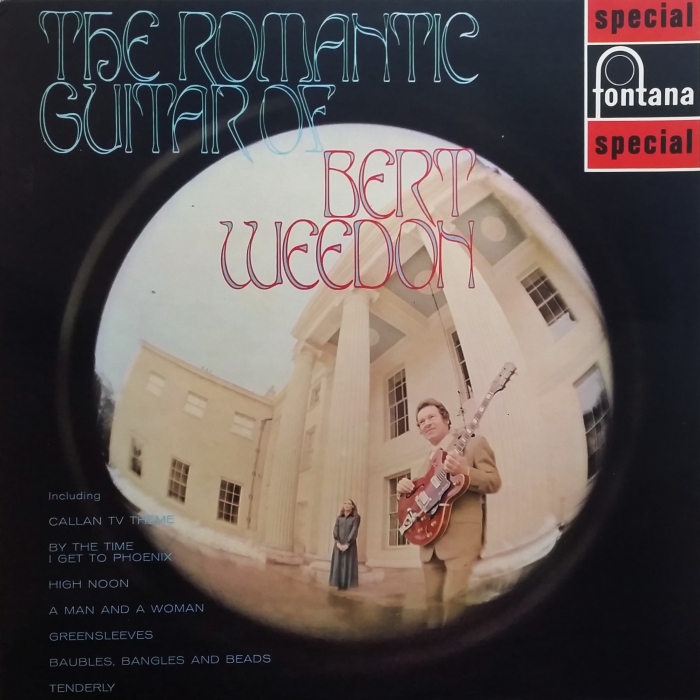 THE ROMANTIC
GUITAR OF
BERT
WEEDON
special
fontana
special
Including
CALLAN TV THEME
BY THE TIME
I GET TO PHOENIX
HIGH NOON
A MAN AND A WOMAN
GREENSLEEVES
BAUBLES, BANGLES AND BEADS
TENDERLY